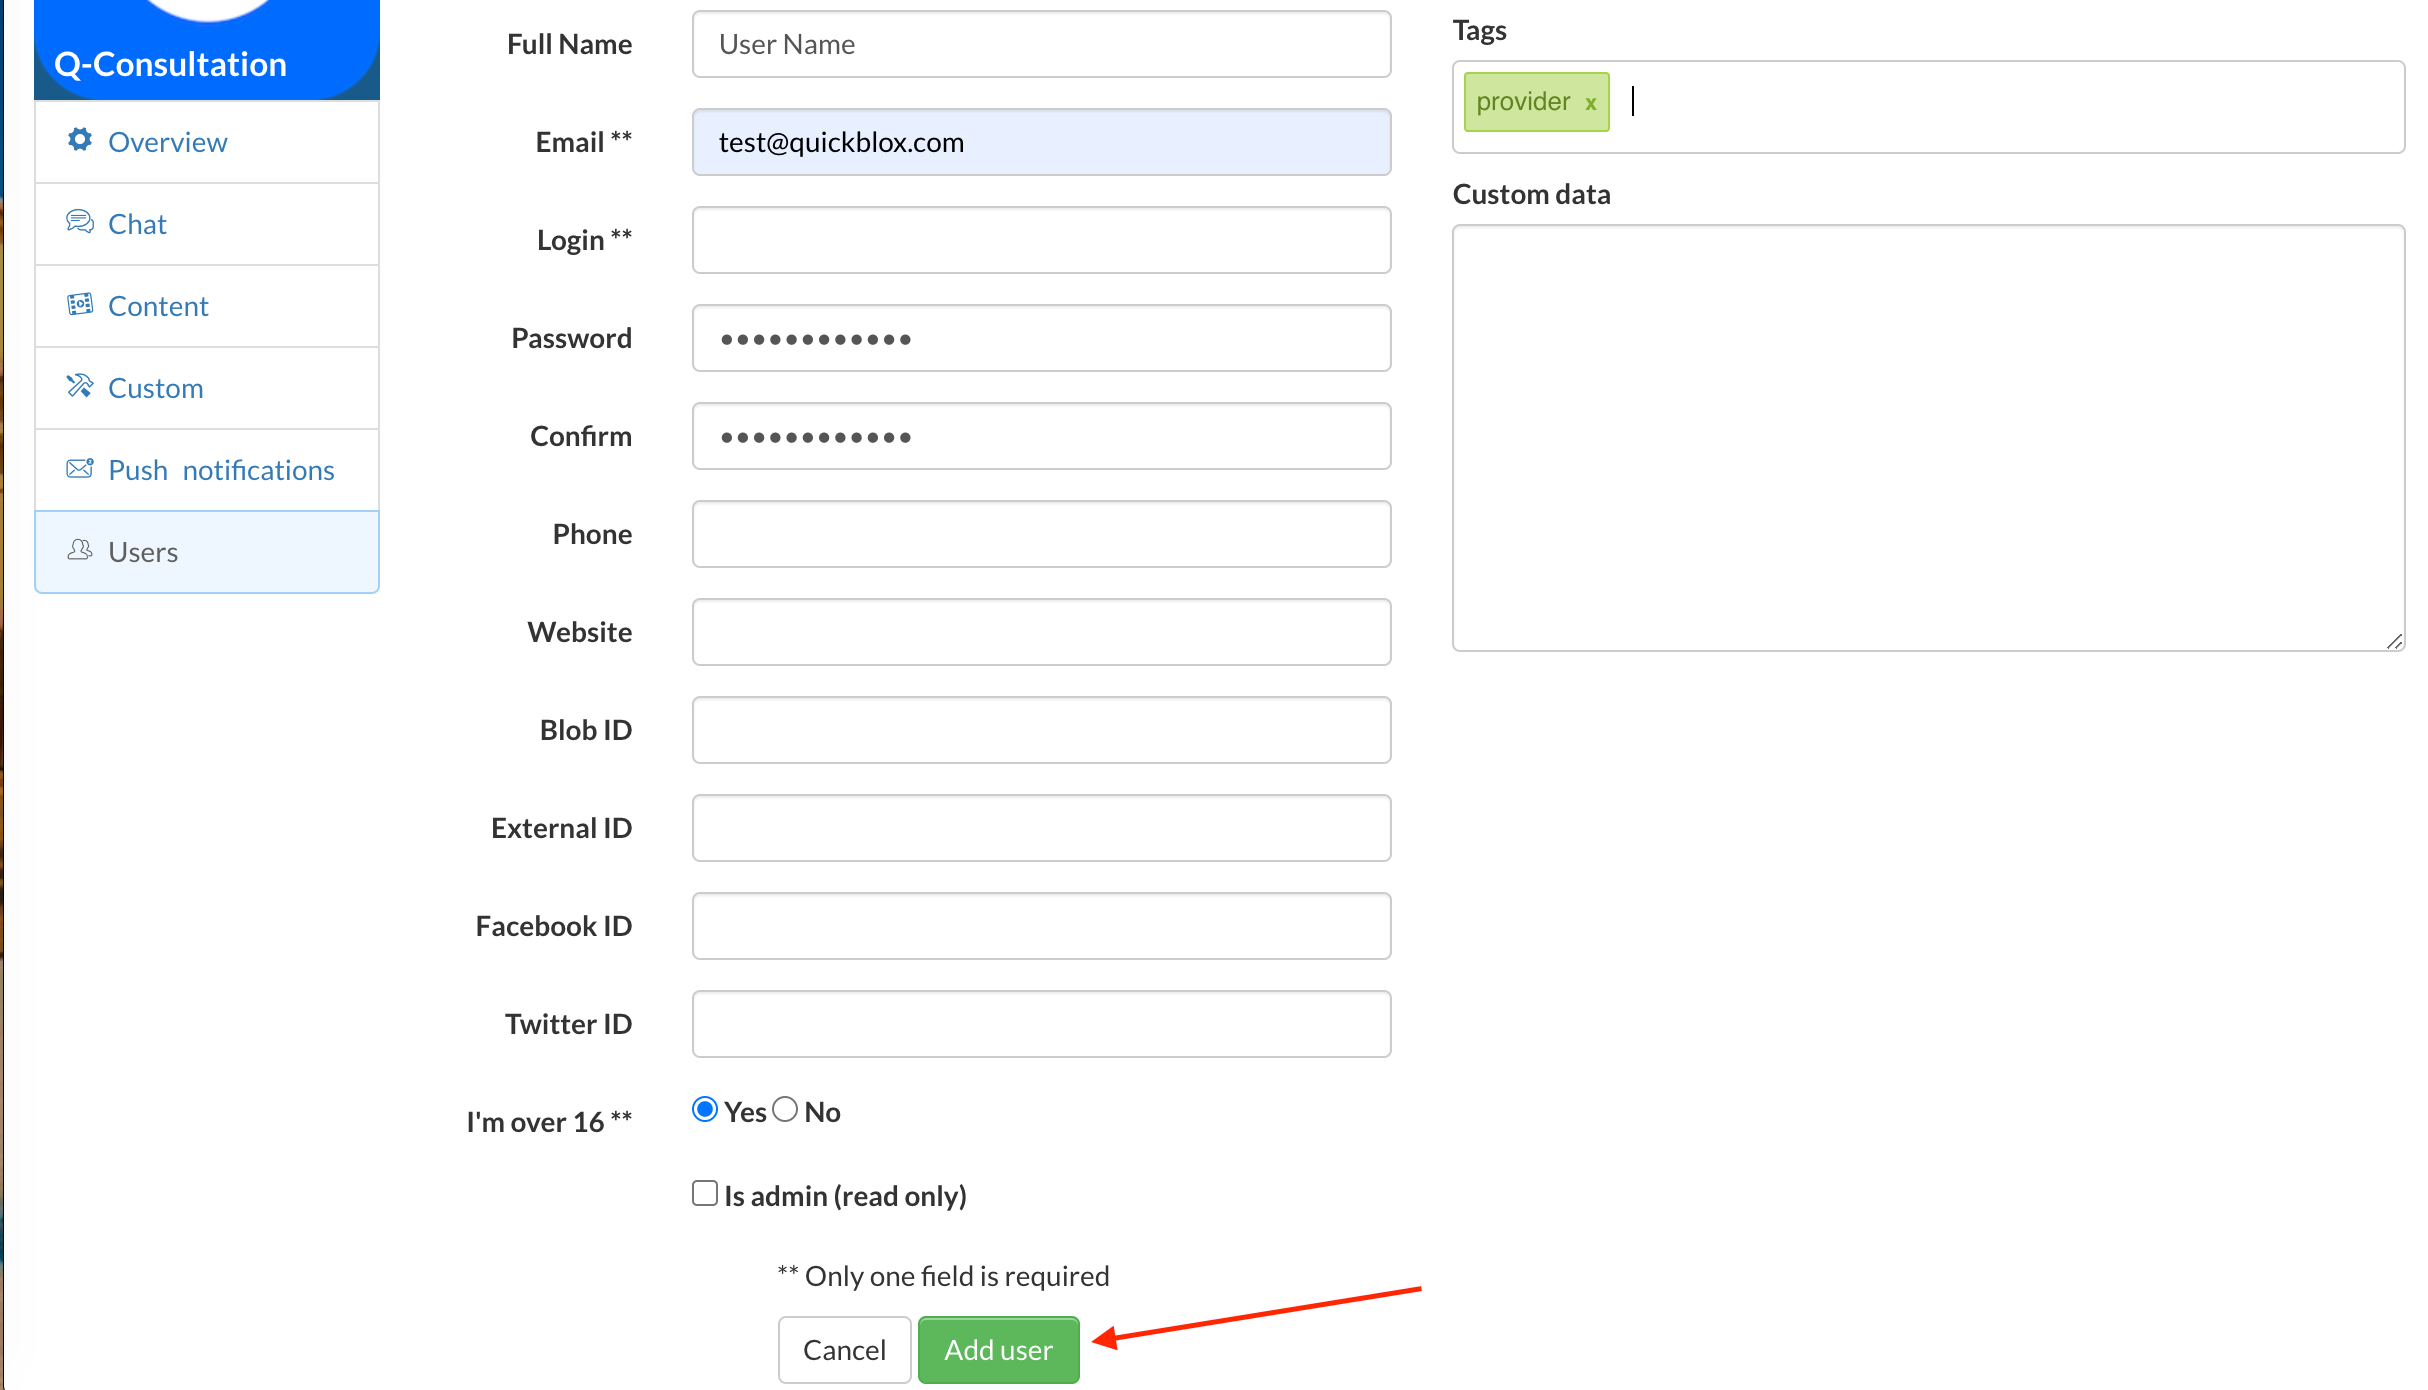 Q-Consultation
Overview
Chat
Content
Custom
Push notifications
Users
Full Name
User Name
Email **
test@quickblox.com
Login **
Password
••••••••••••
Confirm
••••••••••••
Phone
Website
Blob ID
External ID
Facebook ID
Twitter ID
I'm over 16 **
Yes No
Is admin (read only)
** Only one field is required
Cancel Add user
Tags
provider x
Custom data